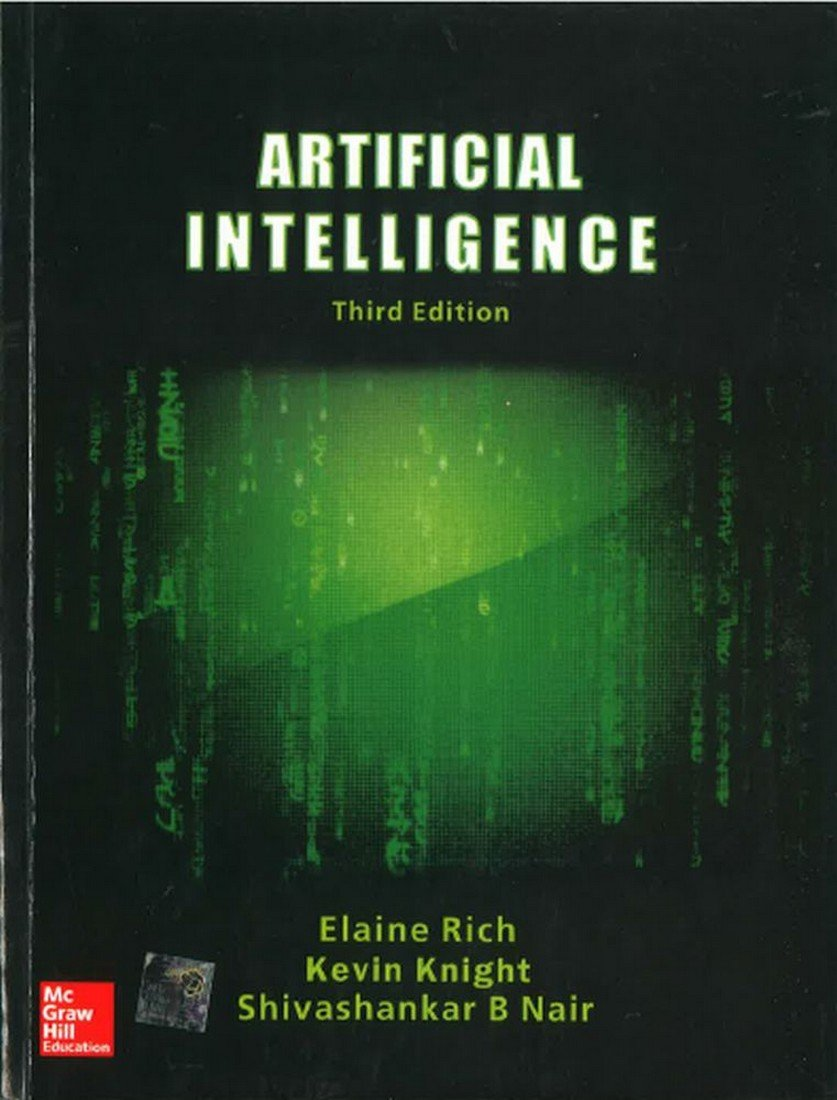 ARTIFICIAL
INTELLIGENCE
Third Edition
Elaine Rich
Kevin Knight
Shivashankar B Nair
Mc
Graw
Hill
Education